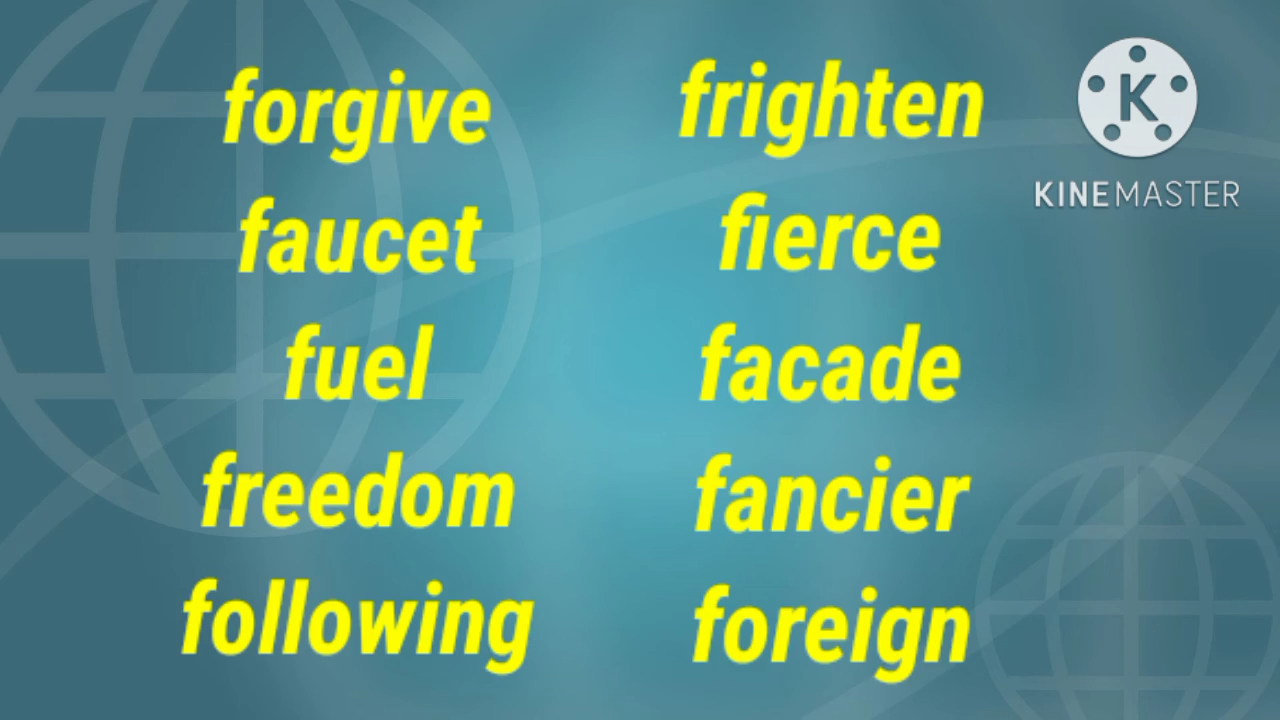 forgive
faucet
fuel
freedom
following
frighten
fierce
facade
fancier
foreign
K
KINEMASTER